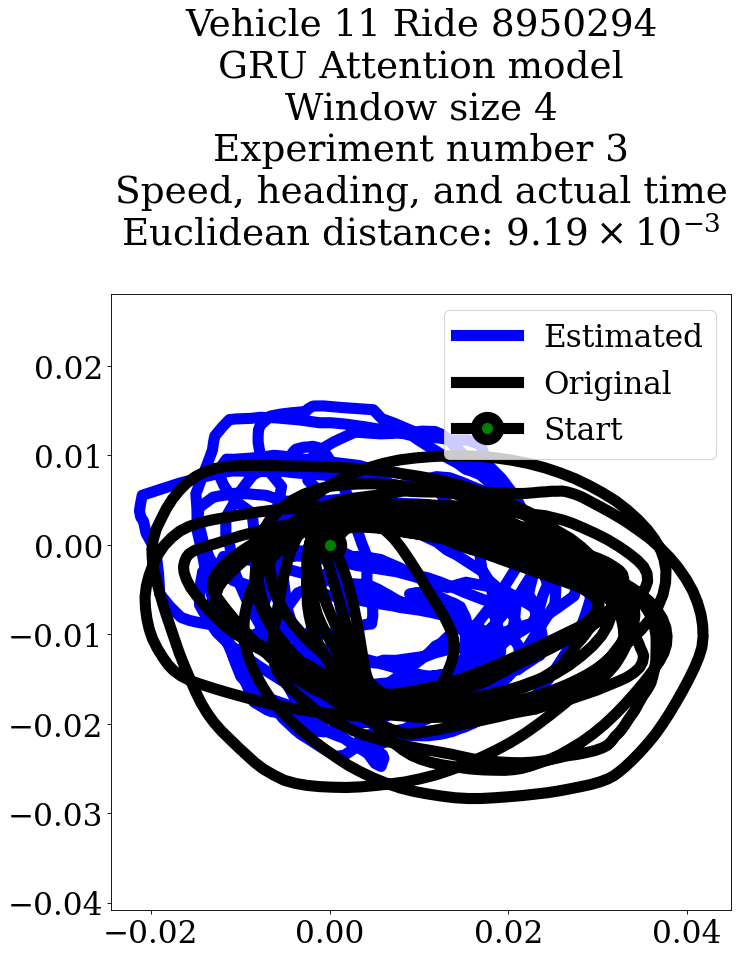 Vehicle 11 Ride 8950294
GRU Attention model
Window size 4
Experiment number 3
Speed, heading, and actual time
Euclidean distance: 9.19 × 10⁻³
Estimated
Original
Start
0.02
0.01
0.00
−0.01
−0.02
−0.03
−0.04
−0.02 0.00 0.02 0.04